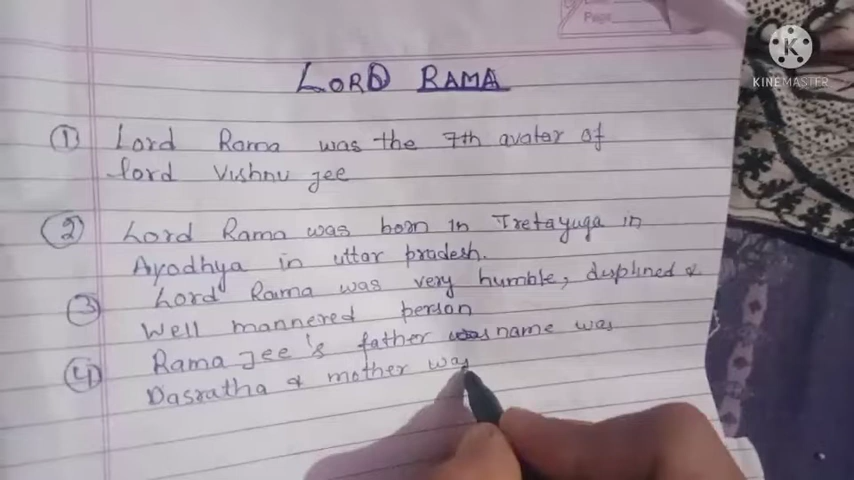 Page
KINEMASTER
LORD RAMA
① Lord Rama was the 7th avatar of
lord Vishnu jee
② Lord Rama was born in Tretayuga in
Ayodhya in uttar pradesh.
③ Lord Rama was very humble, displined &
Well mannered person
④ Rama Jee's father name was
Dasratha & mother was